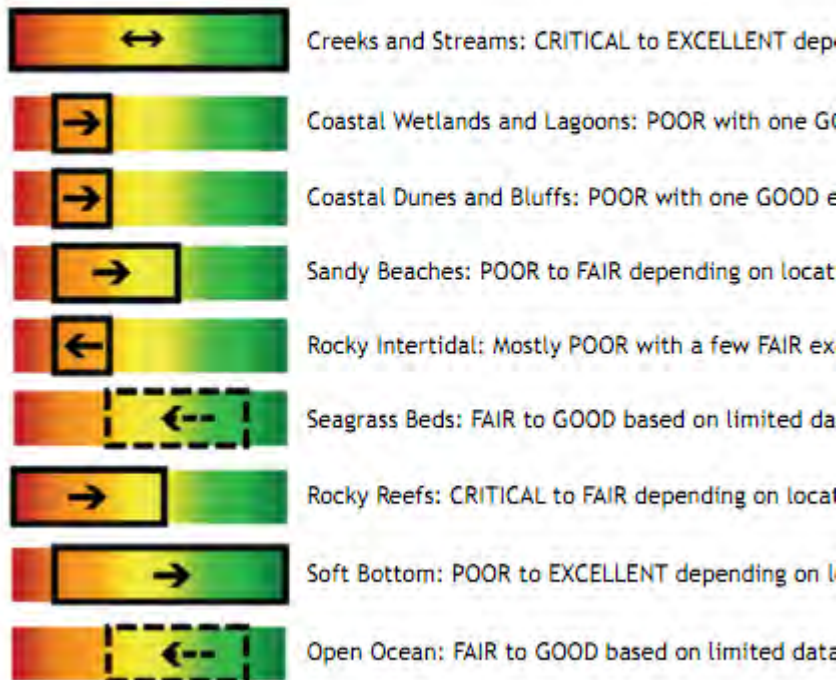 Creeks and Streams: CRITICAL to EXCELLENT dep
Coastal Wetlands and Lagoons: POOR with one GO
Coastal Dunes and Bluffs: POOR with one GOOD e
Sandy Beaches: POOR to FAIR depending on locat
Rocky Intertidal: Mostly POOR with a few FAIR ex
Seagrass Beds: FAIR to GOOD based on limited da
Rocky Reefs: CRITICAL to FAIR depending on locat
Soft Bottom: POOR to EXCELLENT depending on l
Open Ocean: FAIR to GOOD based on limited data